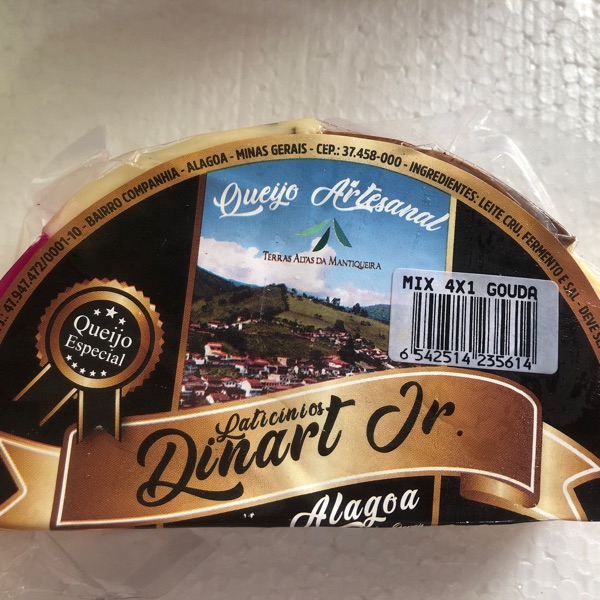 .: 47.947.472/0001-10 - BAIRRO COMPANHIA - ALAGOA - MINAS GERAIS - CEP.: 37.458-000 - INGREDIENTES: LEITE CRU, FERMENTO E SAL - DEVE
Queijo Artesanal
TERRAS ALTAS DA MANTIQUEIRA
MIX 4X1 GOUDA
6 542514 235614
Queijo
Especial
Laticínios
Dinart Jr.
Alagoa